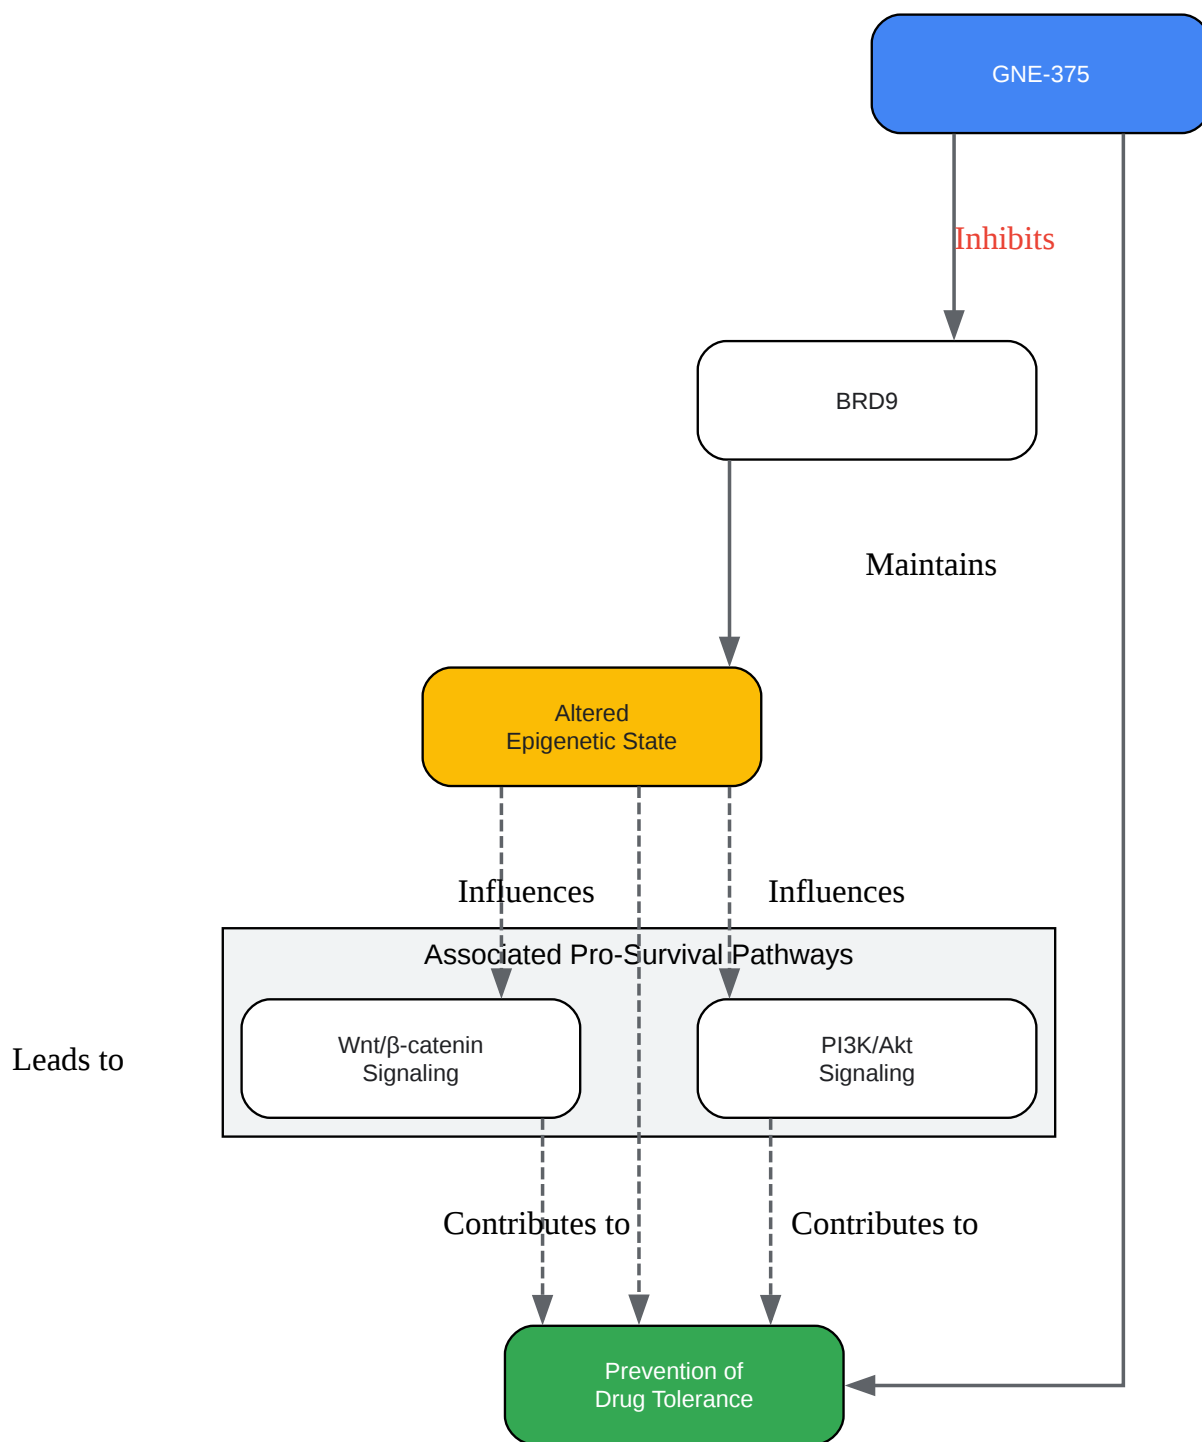 GNE-375
Inhibits
BRD9
Maintains
Altered
Epigenetic State
Influences
Influences
Associated Pro-Survival Pathways
Wnt/β-catenin
Signaling
PI3K/Akt
Signaling
Leads to
Contributes to
Contributes to
Prevention of
Drug Tolerance